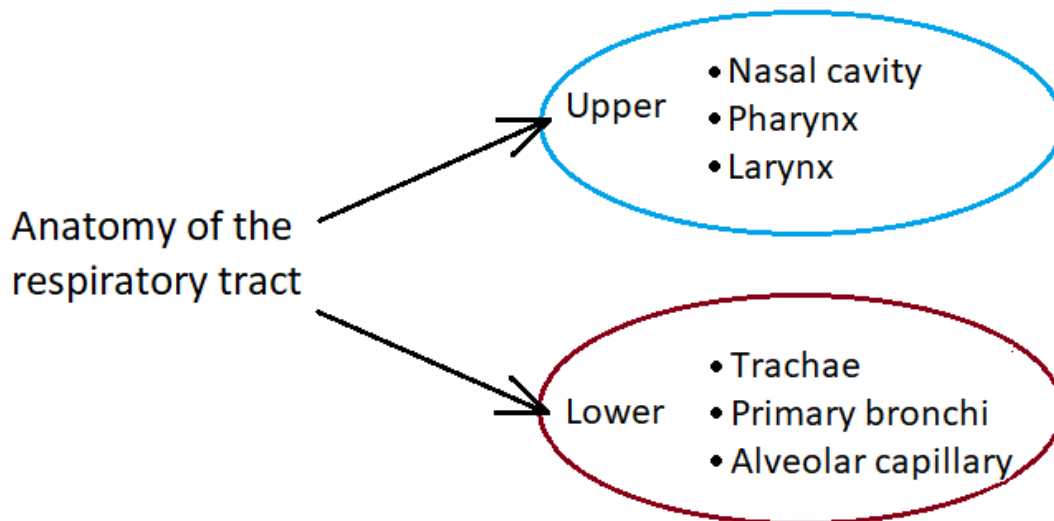 Upper
• Nasal cavity
• Pharynx
• Larynx
Anatomy of the
respiratory tract
Lower
• Trachae
• Primary bronchi
• Alveolar capillary